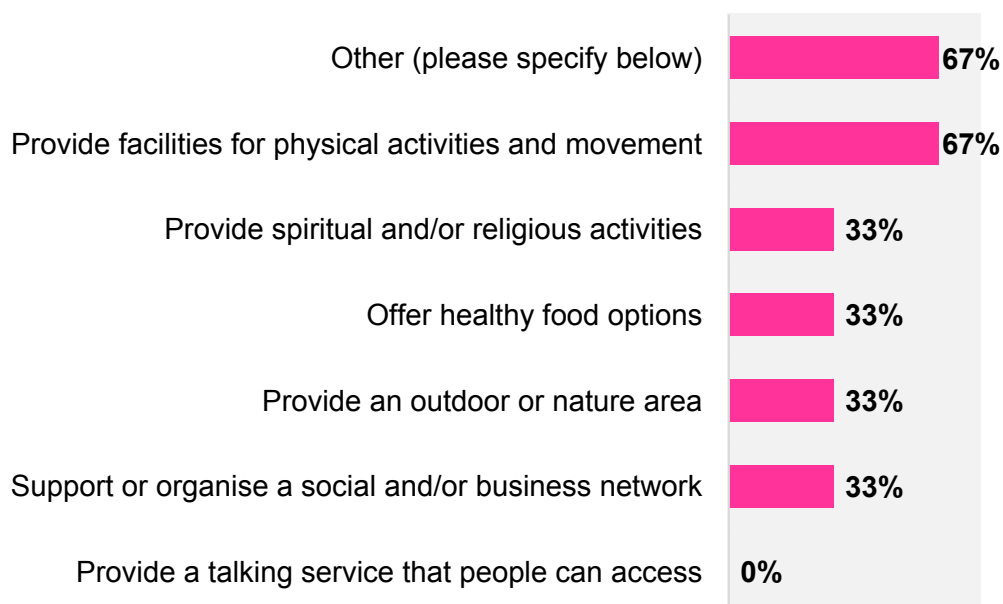 Other (please specify below) 67%
Provide facilities for physical activities and movement 67%
Provide spiritual and/or religious activities 33%
Offer healthy food options 33%
Provide an outdoor or nature area 33%
Support or organise a social and/or business network 33%
Provide a talking service that people can access 0%